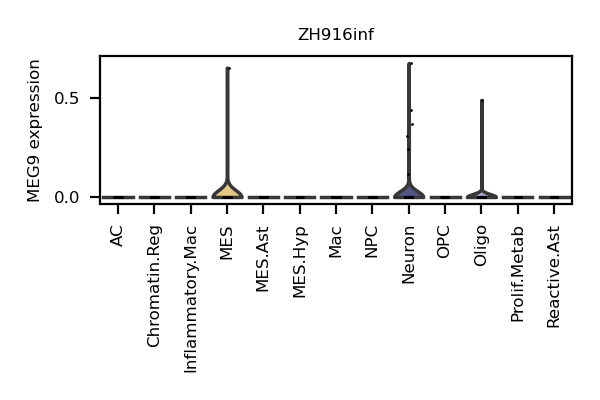 ZH916inf
MEG9 expression
0.5
0.0
AC
Chromatin.Reg
Inflammatory.Mac
MES
MES.Ast
MES.Hyp
Mac
NPC
Neuron
OPC
Oligo
Prolif.Metab
Reactive.Ast